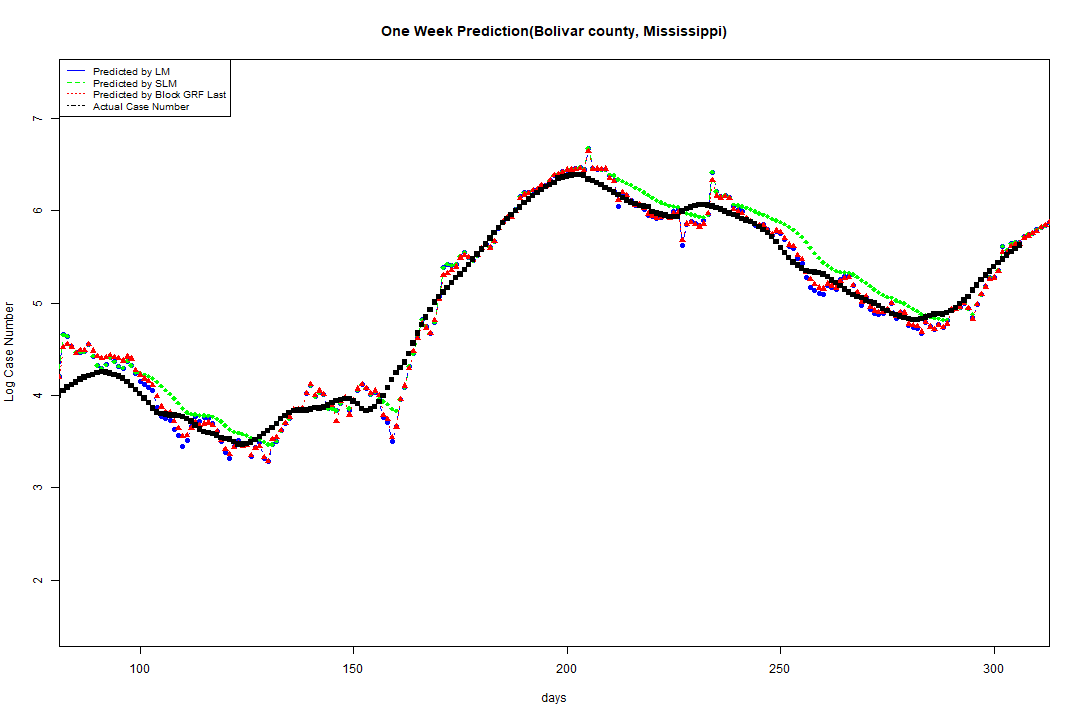 One Week Prediction(Bolivar county, Mississippi)
Predicted by LM
Predicted by SLM
Predicted by Block GRF Last
Actual Case Number
7
6
5
4
3
2
Log Case Number
100 150 200 250 300
days